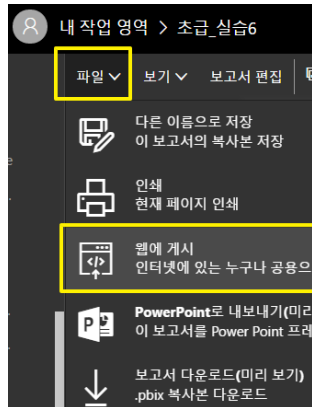 내 작업 영역 > 초급_실습6
파일 보기 보고서 편집
다른 이름으로 저장
이 보고서의 복사본 저장
인쇄
현재 페이지 인쇄
웹에 게시
인터넷에 있는 누구나 공용으
PowerPoint로 내보내기(미리
이 보고서를 Power Point 프레
보고서 다운로드(미리 보기)
.pbix 복사본 다운로드